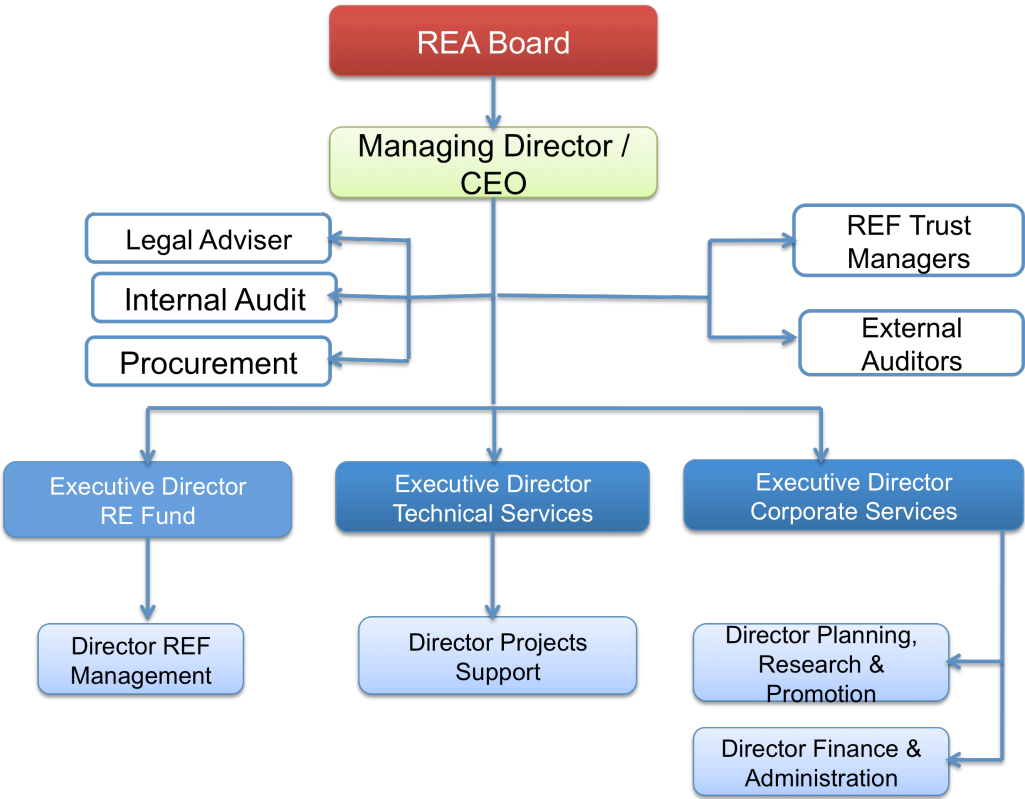 REA Board
Managing Director /
CEO
Legal Adviser
Internal Audit
Procurement
REF Trust
Managers
External
Auditors
Executive Director
RE Fund
Executive Director
Technical Services
Executive Director
Corporate Services
Director REF
Management
Director Projects
Support
Director Planning,
Research &
Promotion
Director Finance &
Administration